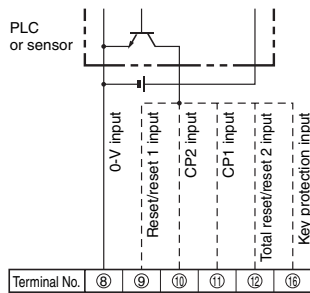 PLC
or sensor
0-V input
Reset/reset 1 input
CP2 input
CP1 input
Total reset/reset 2 input
Key protection input
Terminal No. ⑧ ⑨ ⑩ ⑪ ⑫ ⑯